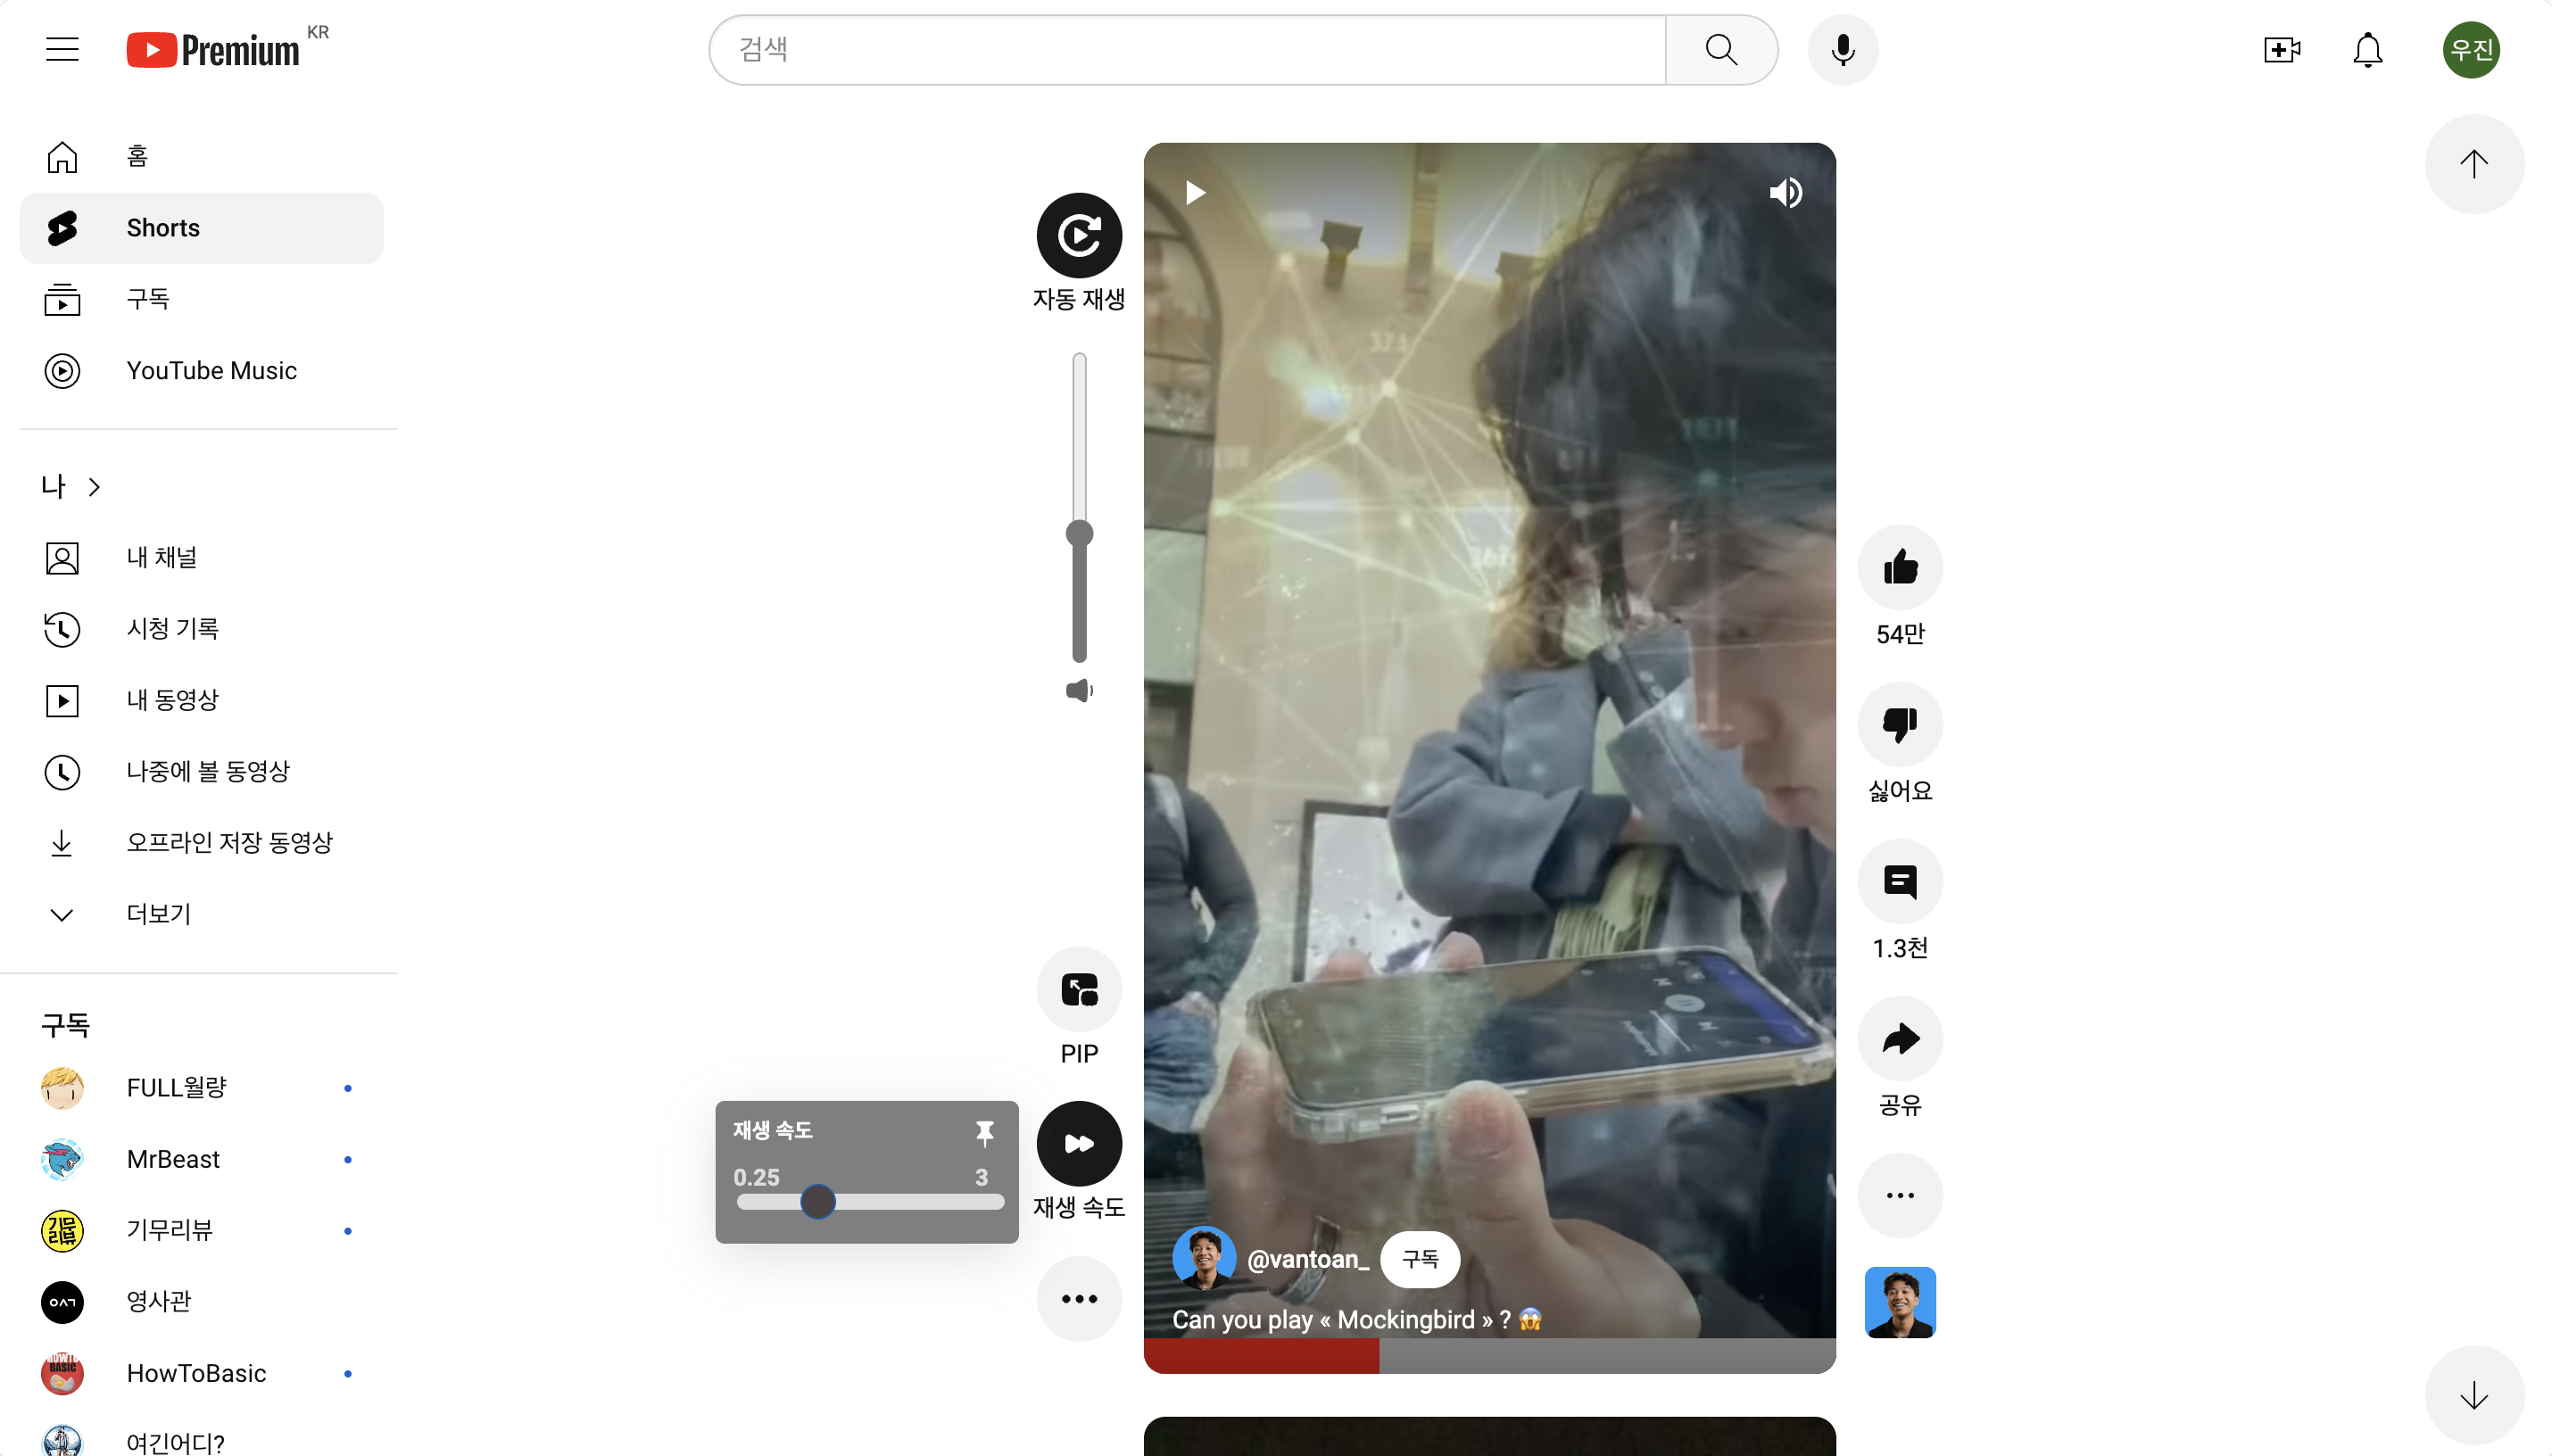 Premium KR
검색
우진
홈
Shorts
구독
YouTube Music
나
내 채널
시청 기록
내 동영상
나중에 볼 동영상
오프라인 저장 동영상
더보기
구독
FULL월량
MrBeast
기무리뷰
기무리뷰
영사관
HowToBasic
여긴어디?
자동 재생
PIP
재생 속도
0.25 3
재생 속도
@vantoan_ 구독
Can you play « Mockingbird » ? 😱
54만
싫어요
1.3천
공유